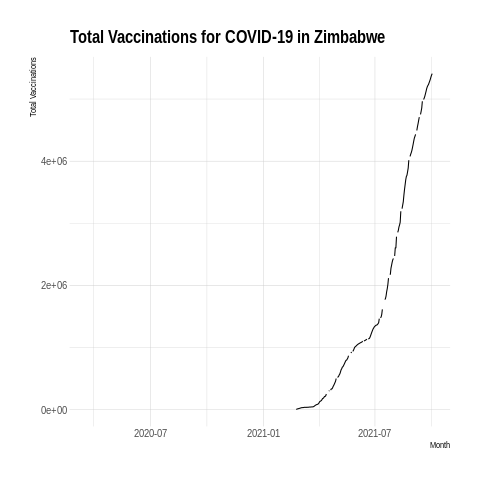 Total Vaccinations for COVID-19 in Zimbabwe
Total Vaccinations
4e+06
2e+06
0e+00
2020-07
2021-01
2021-07
Month